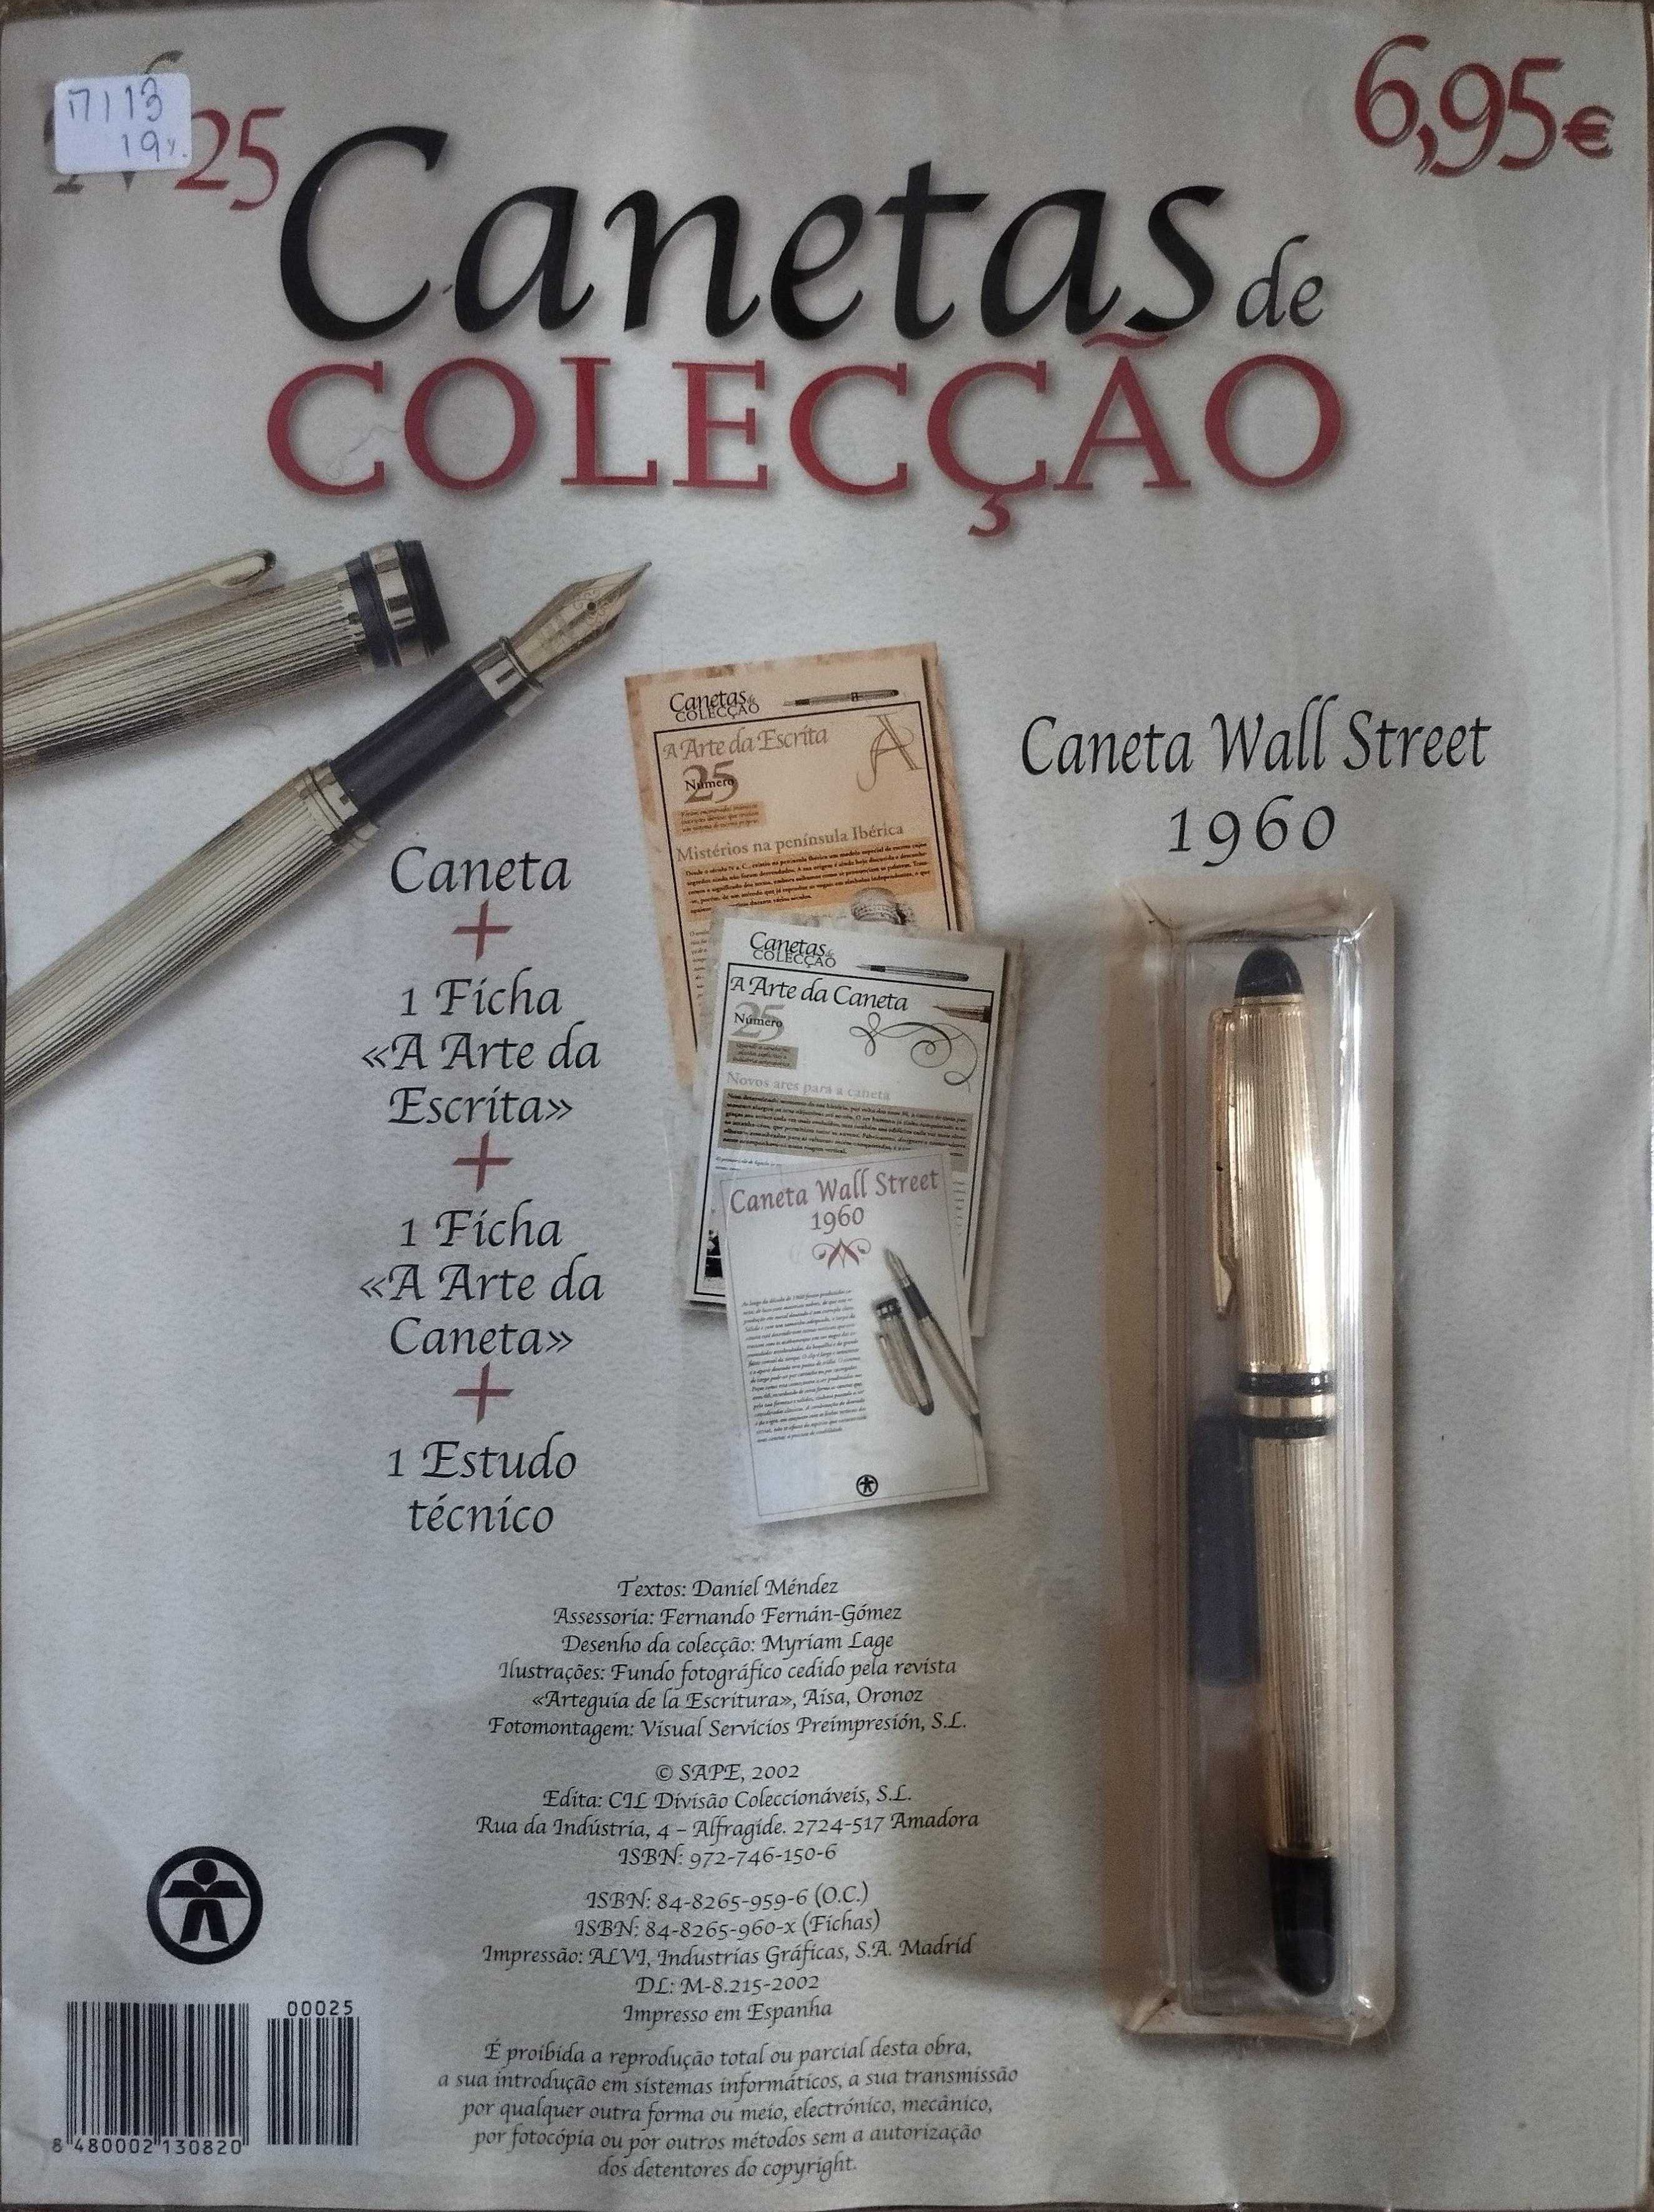 17113
19
Nº 25
6,95€
Canetas de
COLECÇÃO
Canetas de
COLECÇÃO
A Arte da Escrita
A
25
Número
Mistérios na península Ibérica
Canetas de
COLECÇÃO
A Arte da Caneta
25
Número
Novos ares para a caneta
Caneta Wall Street
1960
Caneta Wall Street
1960
Caneta
+
1 Ficha
«A Arte da
Escrita»
+
1 Ficha
«A Arte da
Caneta»
+
1 Estudo
técnico
Textos: Daniel Méndez
Assessoria: Fernando Fernán-Gómez
Desenho da colecção: Myriam Lage
Ilustrações: Fundo fotográfico cedido pela revista
«Arteguia de la Escritura», Aisa, Oronoz
Fotomontagem: Visual Servicios Preimpresión, S.L.
© SAPE, 2002
Edita: CIL Divisão Coleccionáveis, S.L.
Rua da Indústria, 4 – Alfragide. 2724-517 Amadora
ISBN: 972-746-150-6
ISBN: 84-8265-959-6 (O.C.)
ISBN: 84-8265-960-x (Fichas)
Impressão: ALVI, Industrias Gráficas, S.A. Madrid
DL: M-8.215-2002
Impresso em Espanha
É proibida a reprodução total ou parcial desta obra,
a sua introdução em sistemas informáticos, a sua transmissão
por qualquer outra forma ou meio, electrónico, mecânico,
por fotocópia ou por outros métodos sem a autorização
dos detentores do copyright.
00025
8 480002 130820